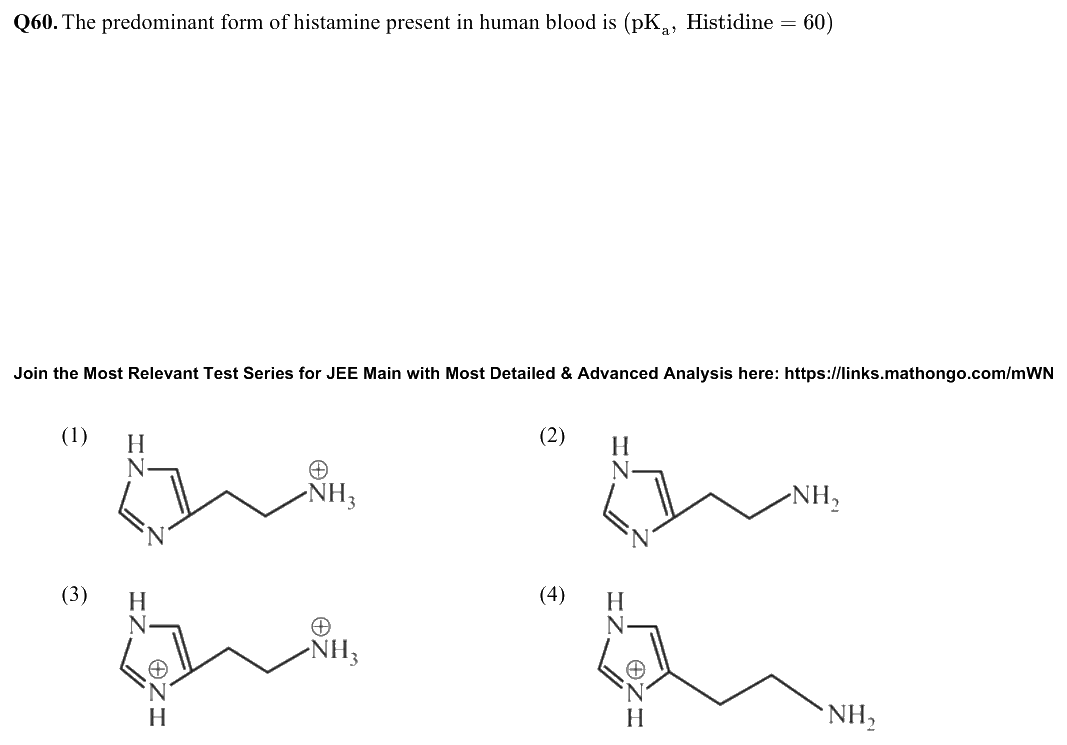 Q60. The predominant form of histamine present in human blood is (pKₐ, Histidine = 60)
Join the Most Relevant Test Series for JEE Main with Most Detailed & Advanced Analysis here: https://links.mathongo.com/mWN
(1)
H
N
N
⊕
NH₃
(2)
H
N
N
NH₂
(3)
H
N
⊕
N
H
⊕
NH₃
(4)
H
N
⊕
N
H
NH₂